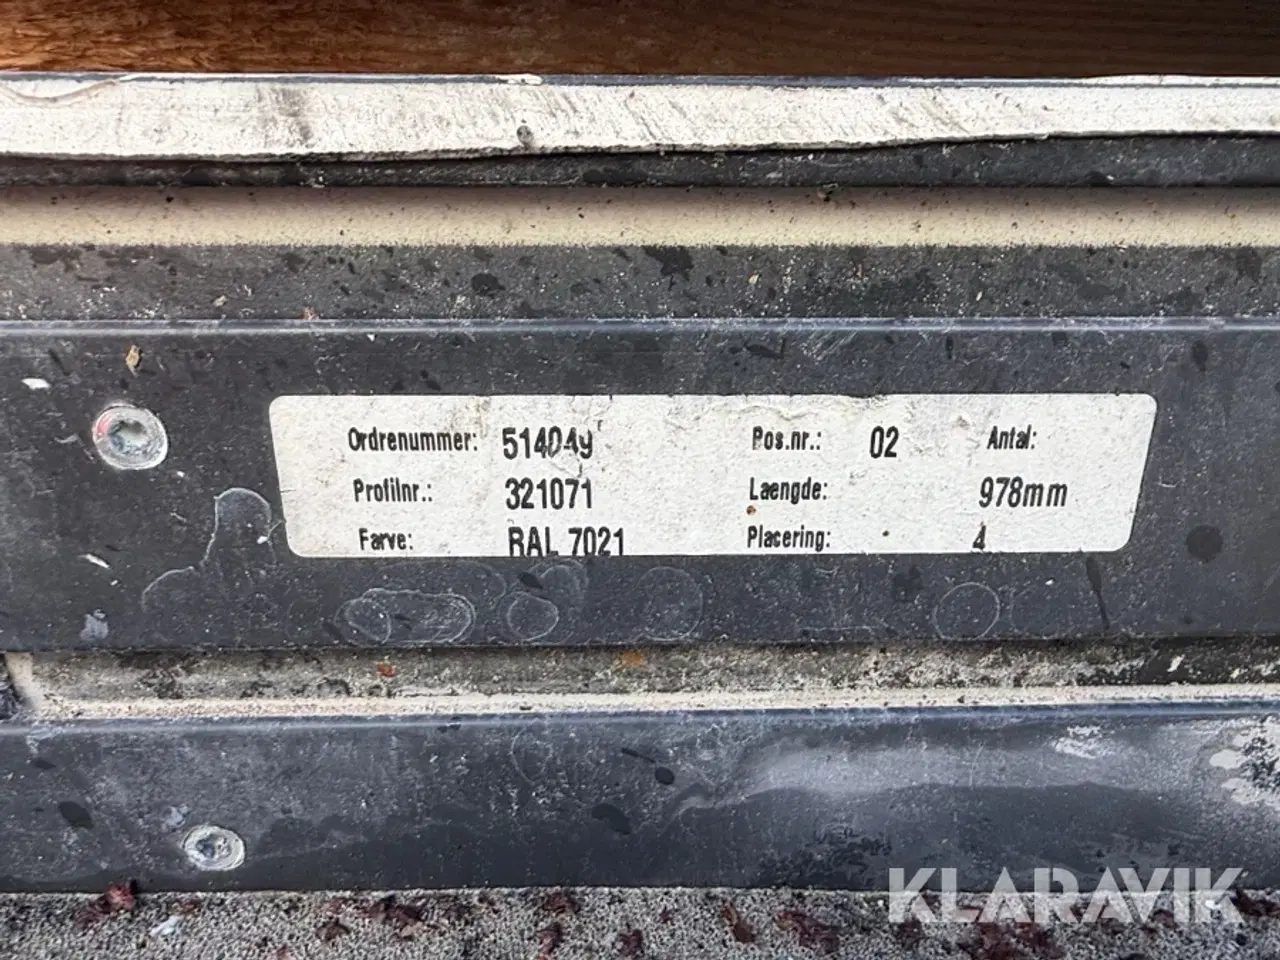 Ordrenummer: 514049 Pos.nr.: 02 Antal:
Profilnr.: 321071 Laengde: 978mm
Farve: RAL 7021 Placering: 4
KLARAVIK